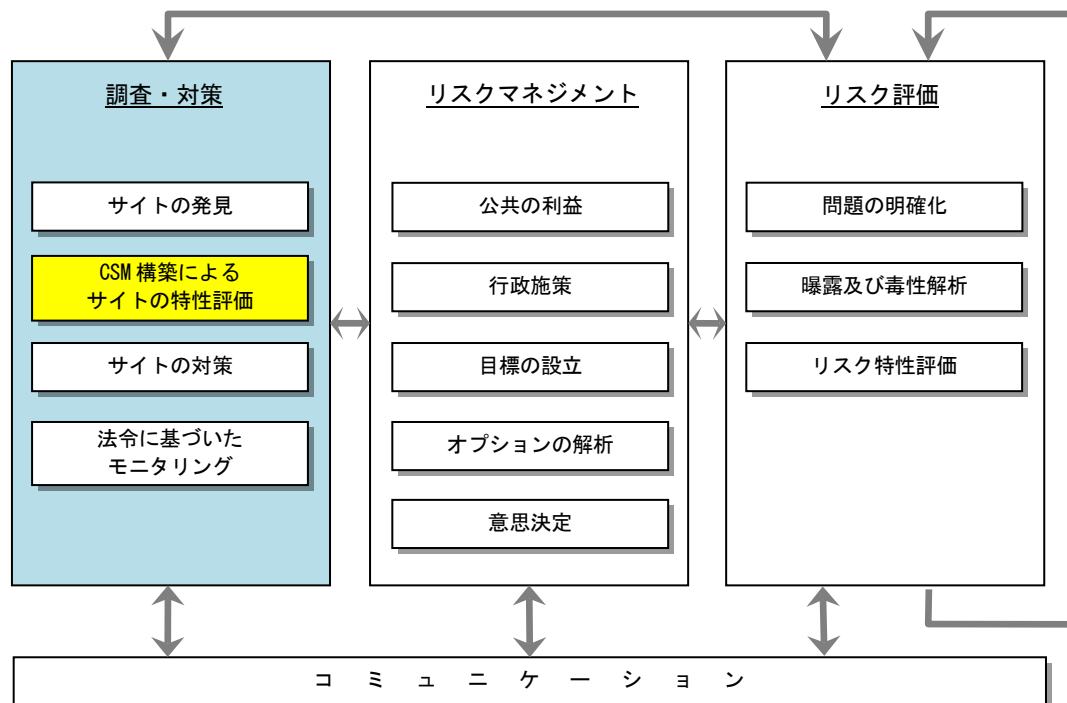 調査・対策
サイトの発見
CSM 構築による
サイトの特性評価
サイトの対策
法令に基づいた
モニタリング
リスクマネジメント
公共の利益
行政施策
目標の設立
オプションの解析
意思決定
リスク評価
問題の明確化
曝露及び毒性解析
リスク特性評価
コ ミ ュ ニ ケ ー シ ョ ン